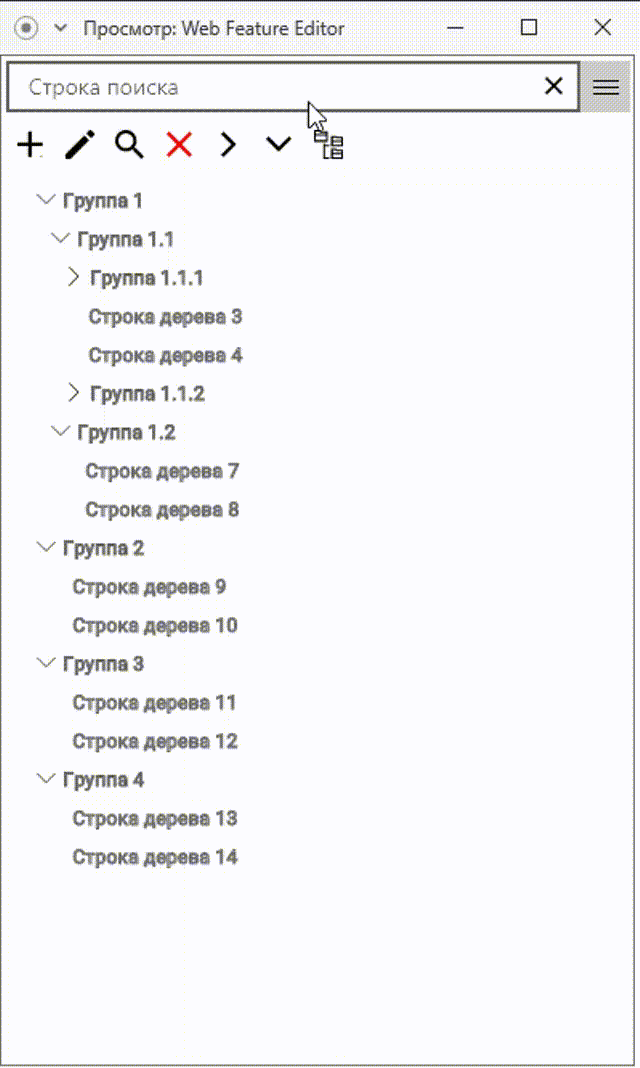 Просмотр: Web Feature Editor
Строка поиска
Группа 1
Группа 1.1
Группа 1.1.1
Строка дерева 3
Строка дерева 4
Группа 1.1.2
Группа 1.2
Строка дерева 7
Строка дерева 8
Группа 2
Строка дерева 9
Строка дерева 10
Группа 3
Строка дерева 11
Строка дерева 12
Группа 4
Строка дерева 13
Строка дерева 14